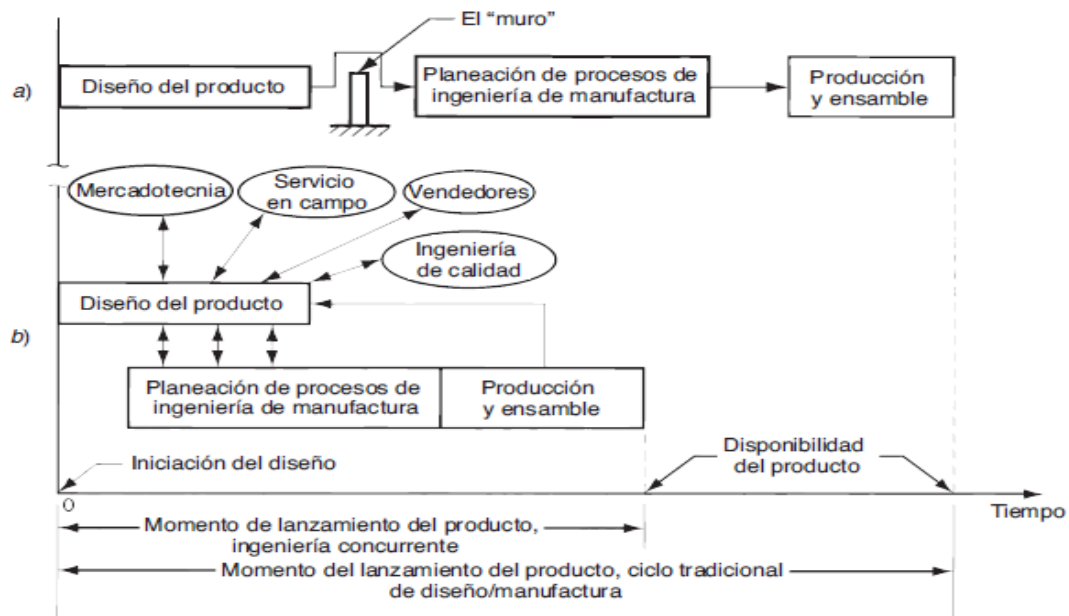 El “muro”
a)
Diseño del producto
Planeación de procesos de
ingeniería de manufactura
Producción
y ensamble
Mercadotecnia
Servicio
en campo
Vendedores
Ingeniería
de calidad
Diseño del producto
b)
Planeación de procesos de
ingeniería de manufactura
Producción
y ensamble
Iniciación del diseño
Disponibilidad
del producto
0
Tiempo
Momento de lanzamiento del producto,
ingeniería concurrente
Momento del lanzamiento del producto, ciclo tradicional
de diseño/manufactura